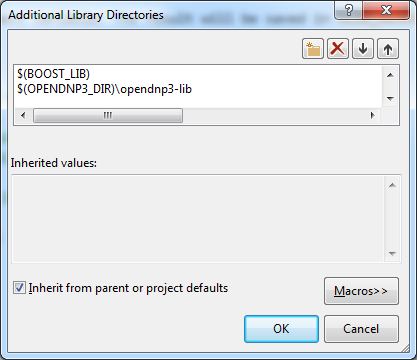 Additional Library Directories
$(BOOST_LIB)
$(OPENDNP3_DIR)\opendnp3-lib
Inherited values:
Inherit from parent or project defaults
Macros>>
OK
Cancel